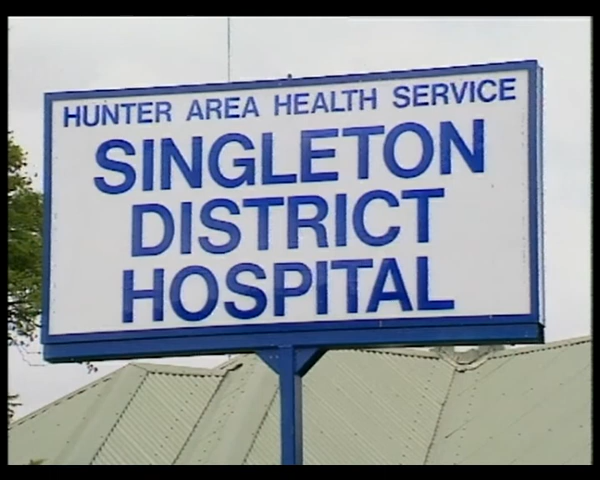 HUNTER AREA HEALTH SERVICE
SINGLETON
DISTRICT
HOSPITAL